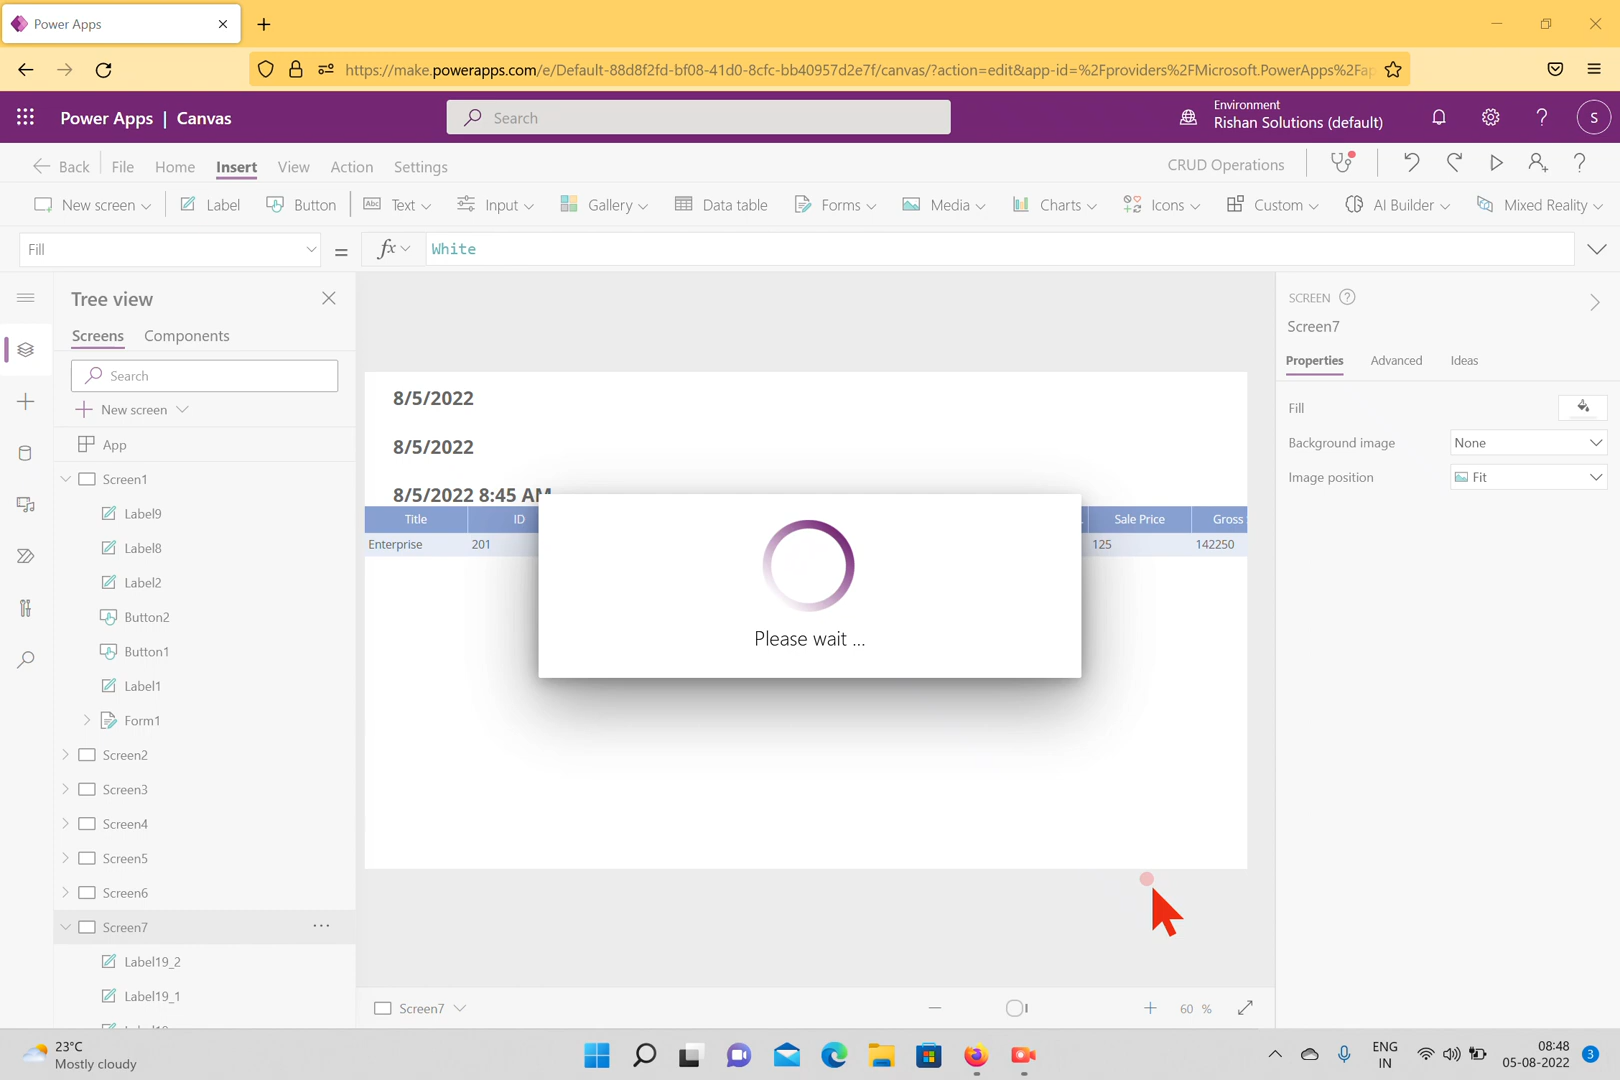 Power Apps
https://make.powerapps.com/e/Default-88d8f2fd-bf08-41d0-8cfc-bb40957d2e7f/canvas/?action=edit&app-id=%2Fproviders%2FMicrosoft.PowerApps%2Fap
Power Apps | Canvas
Search
Environment
Rishan Solutions (default)
S
Back
File
Home
Insert
View
Action
Settings
CRUD Operations
New screen
Label
Button
Abc
Text
Input
Gallery
Data table
Forms
Media
Charts
Icons
Custom
AI Builder
Mixed Reality
Fill
=
fx
White
Tree view
Screens
Components
Search
New screen
App
Screen1
Label9
Label8
Label2
Button2
Button1
Label1
Form1
Screen2
Screen3
Screen4
Screen5
Screen6
Screen7
Label19_2
Label19_1
8/5/2022
8/5/2022
8/5/2022 8:45 AM
Title
ID
Sale Price
Gross
Enterprise
201
125
142250
Please wait ...
Screen7
60 %
SCREEN
Screen7
Properties
Advanced
Ideas
Fill
Background image
None
Image position
Fit
23°C
Mostly cloudy
ENG
IN
08:48
05-08-2022
3